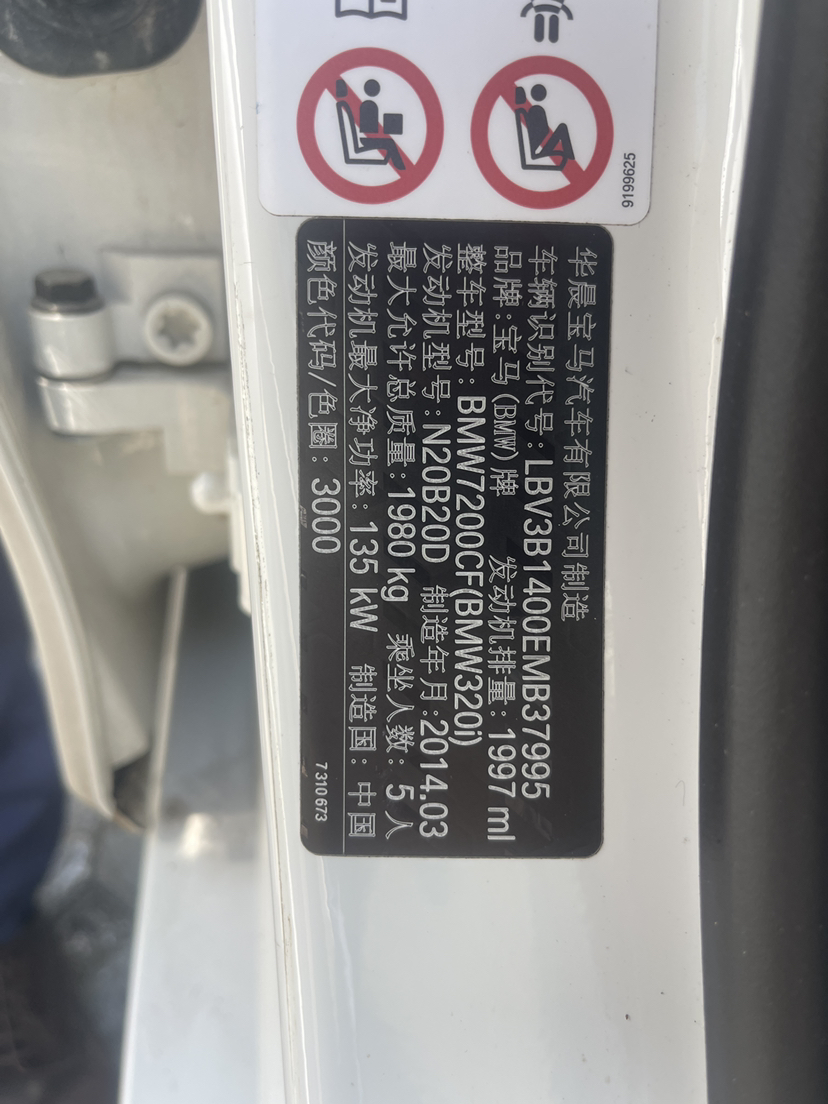 9199625
华晨宝马汽车有限公司制造
车辆识别代号：LBV3B1400EMB37995
品牌：宝马(BMW)牌 发动机排量：1997 ml
整车型号：BMW7200CF(BMW320i)
发动机型号：N20B20D 制造年月：2014.03
最大允许总质量：1980 kg 乘坐人数：5人
发动机最大净功率：135 kW 制造国：中国
颜色代码/色圈：3000
7 310 673